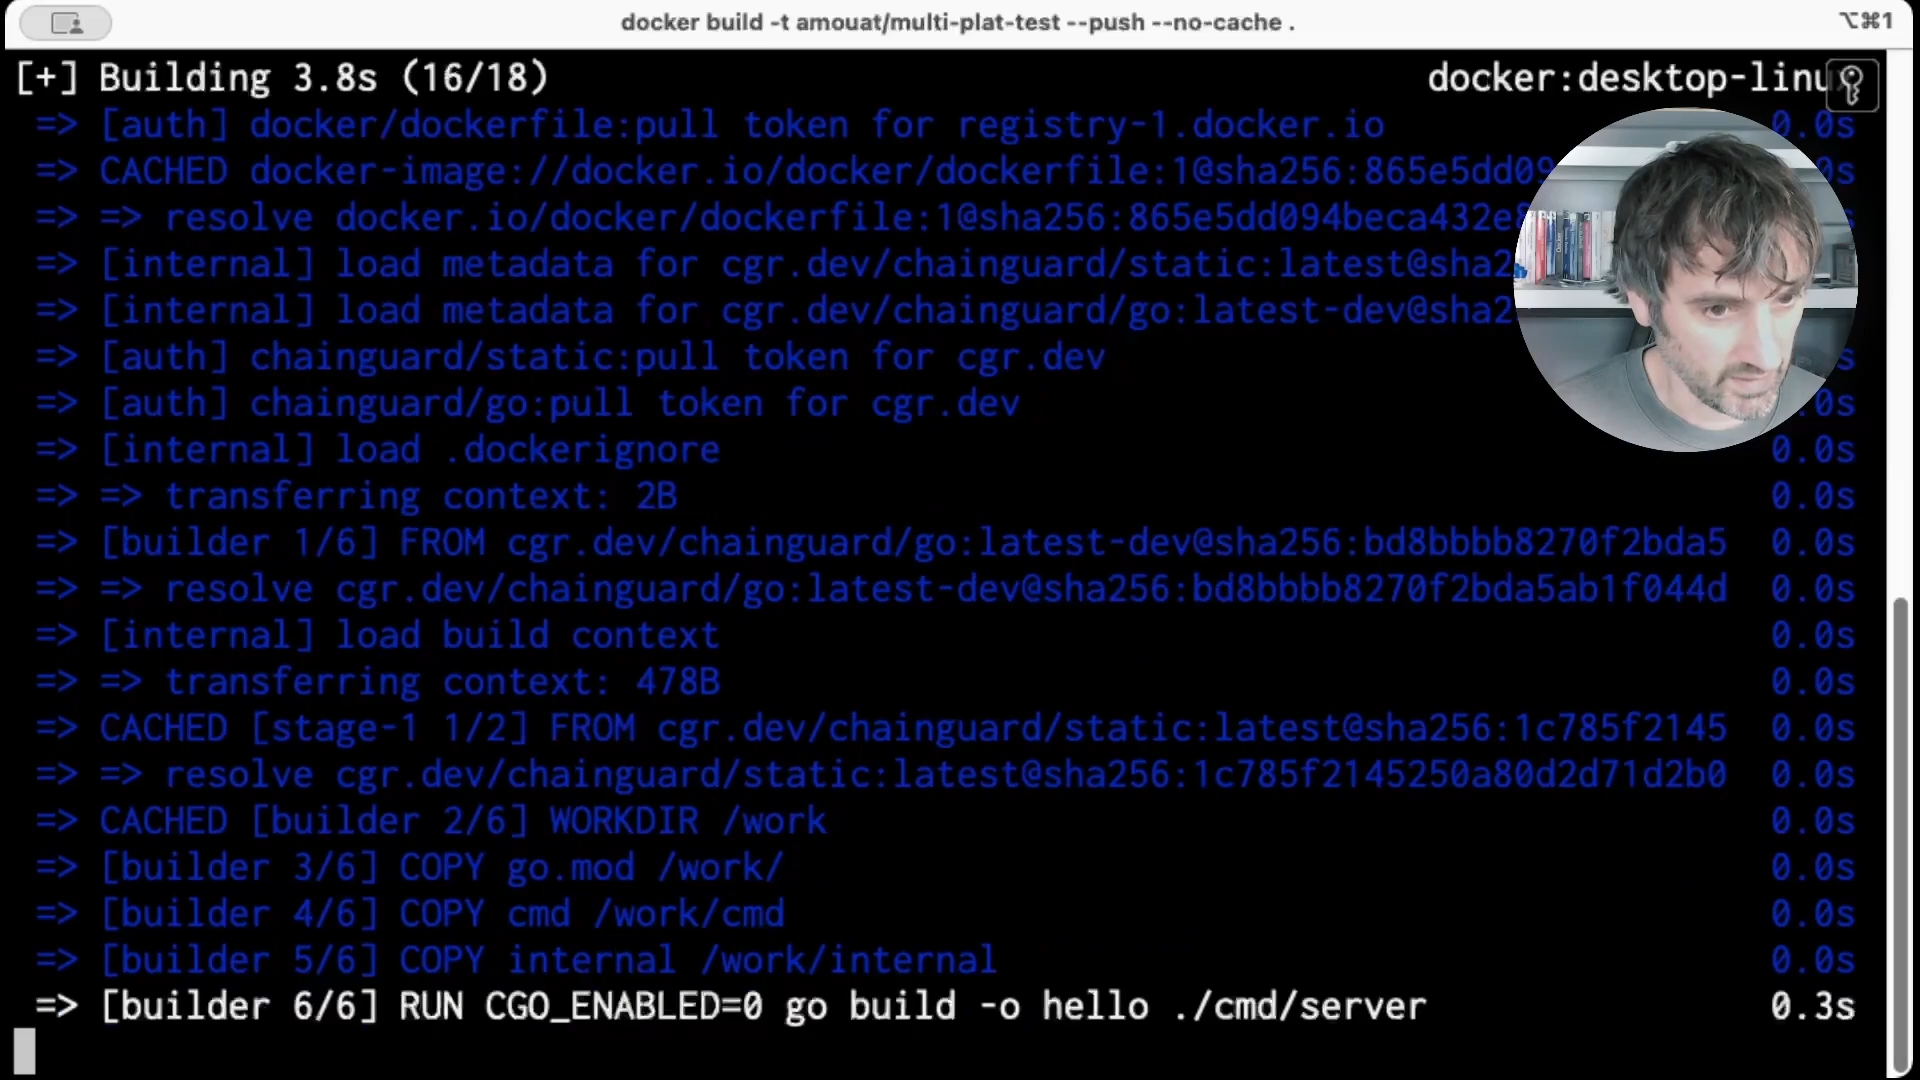 docker build -t amouat/multi-plat-test --push --no-cache .
⌥⌘1
[+] Building 3.8s (16/18) docker:desktop-linu
=> [auth] docker/dockerfile:pull token for registry-1.docker.io 0.0s
=> CACHED docker-image://docker.io/docker/dockerfile:1@sha256:865e5dd09
=> => resolve docker.io/docker/dockerfile:1@sha256:865e5dd094beca432e
=> [internal] load metadata for cgr.dev/chainguard/static:latest@sha2
=> [internal] load metadata for cgr.dev/chainguard/go:latest-dev@sha2
=> [auth] chainguard/static:pull token for cgr.dev
=> [auth] chainguard/go:pull token for cgr.dev
=> [internal] load .dockerignore 0.0s
=> => transferring context: 2B 0.0s
=> [builder 1/6] FROM cgr.dev/chainguard/go:latest-dev@sha256:bd8bbbb8270f2bda5 0.0s
=> => resolve cgr.dev/chainguard/go:latest-dev@sha256:bd8bbbb8270f2bda5ab1f044d 0.0s
=> [internal] load build context 0.0s
=> => transferring context: 478B 0.0s
=> CACHED [stage-1 1/2] FROM cgr.dev/chainguard/static:latest@sha256:1c785f2145 0.0s
=> => resolve cgr.dev/chainguard/static:latest@sha256:1c785f2145250a80d2d71d2b0 0.0s
=> CACHED [builder 2/6] WORKDIR /work 0.0s
=> [builder 3/6] COPY go.mod /work/ 0.0s
=> [builder 4/6] COPY cmd /work/cmd 0.0s
=> [builder 5/6] COPY internal /work/internal 0.0s
=> [builder 6/6] RUN CGO_ENABLED=0 go build -o hello ./cmd/server 0.3s